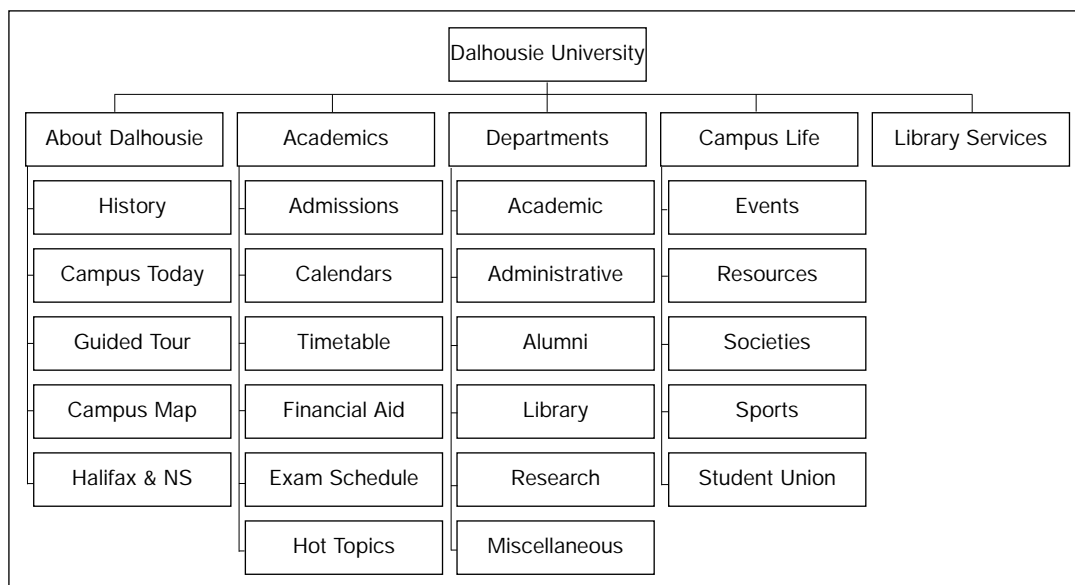 Dalhousie University
About Dalhousie
Academics
Departments
Campus Life
Library Services
History
Campus Today
Guided Tour
Campus Map
Halifax & NS
Admissions
Calendars
Timetable
Financial Aid
Exam Schedule
Hot Topics
Academic
Administrative
Alumni
Library
Research
Miscellaneous
Events
Resources
Societies
Sports
Student Union